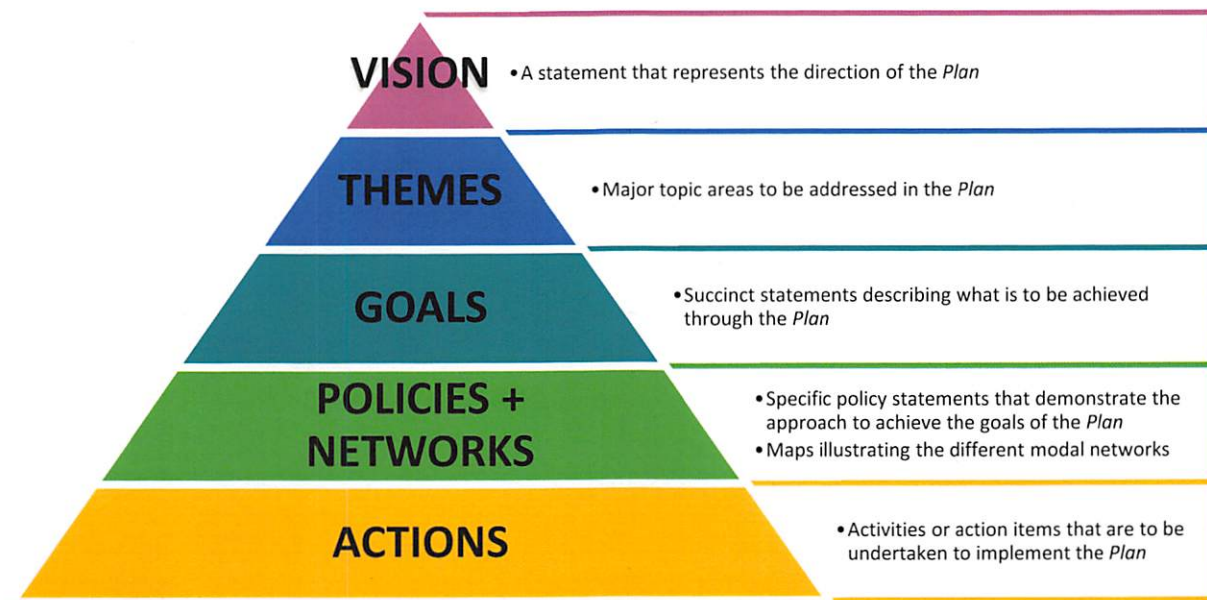 VISION
•A statement that represents the direction of the Plan
THEMES
•Major topic areas to be addressed in the Plan
GOALS
•Succinct statements describing what is to be achieved
through the Plan
POLICIES +
NETWORKS
•Specific policy statements that demonstrate the
approach to achieve the goals of the Plan
•Maps illustrating the different modal networks
ACTIONS
•Activities or action items that are to be
undertaken to implement the Plan